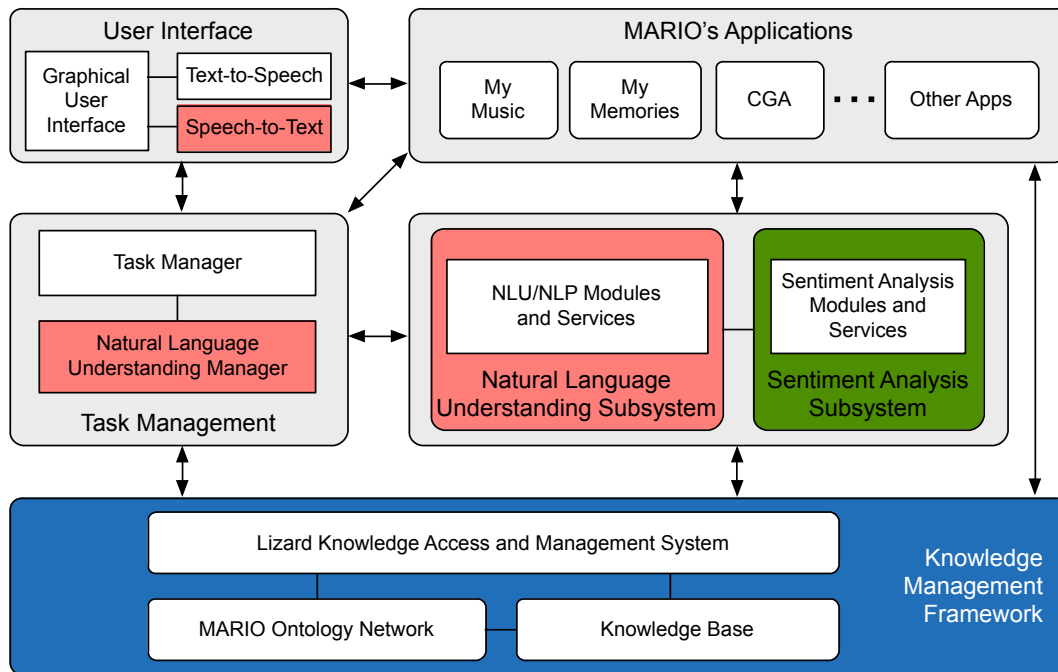 User Interface
Graphical
User
Interface
Text-to-Speech
Speech-to-Text
MARIO's Applications
My
Music
My
Memories
CGA
...
Other Apps
Task Manager
Natural Language
Understanding Manager
Task Management
NLU/NLP Modules
and Services
Natural Language
Understanding Subsystem
Sentiment Analysis
Modules and
Services
Sentiment Analysis
Subsystem
Lizard Knowledge Access and Management System
MARIO Ontology Network
Knowledge Base
Knowledge
Management
Framework